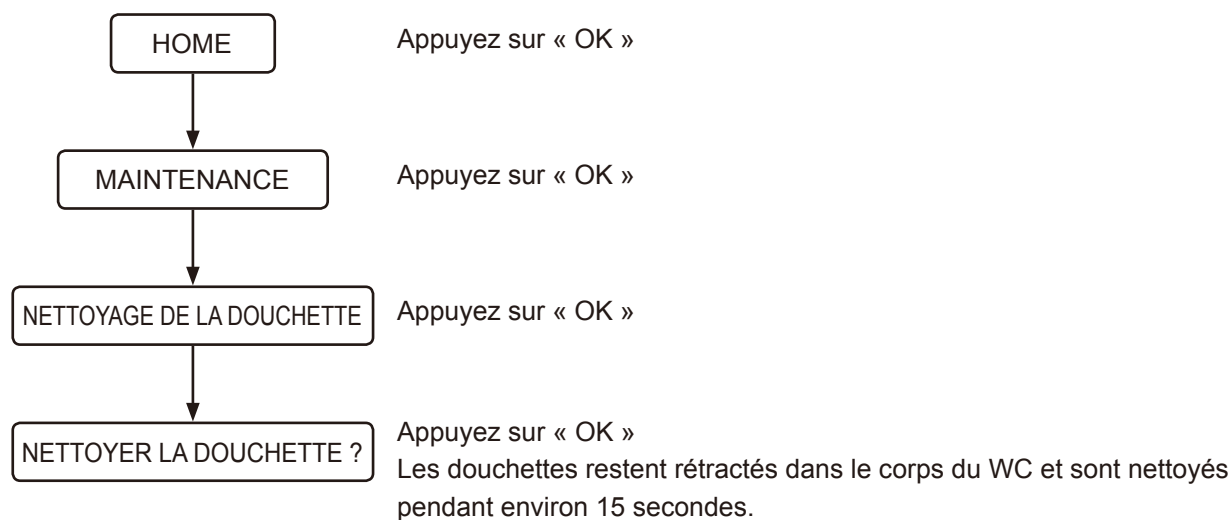 HOME
Appuyez sur « OK »
MAINTENANCE
Appuyez sur « OK »
NETTOYAGE DE LA DOUCHETTE
Appuyez sur « OK »
NETTOYER LA DOUCHETTE ?
Appuyez sur « OK »
Les douchettes restent rétractés dans le corps du WC et sont nettoyés
pendant environ 15 secondes.